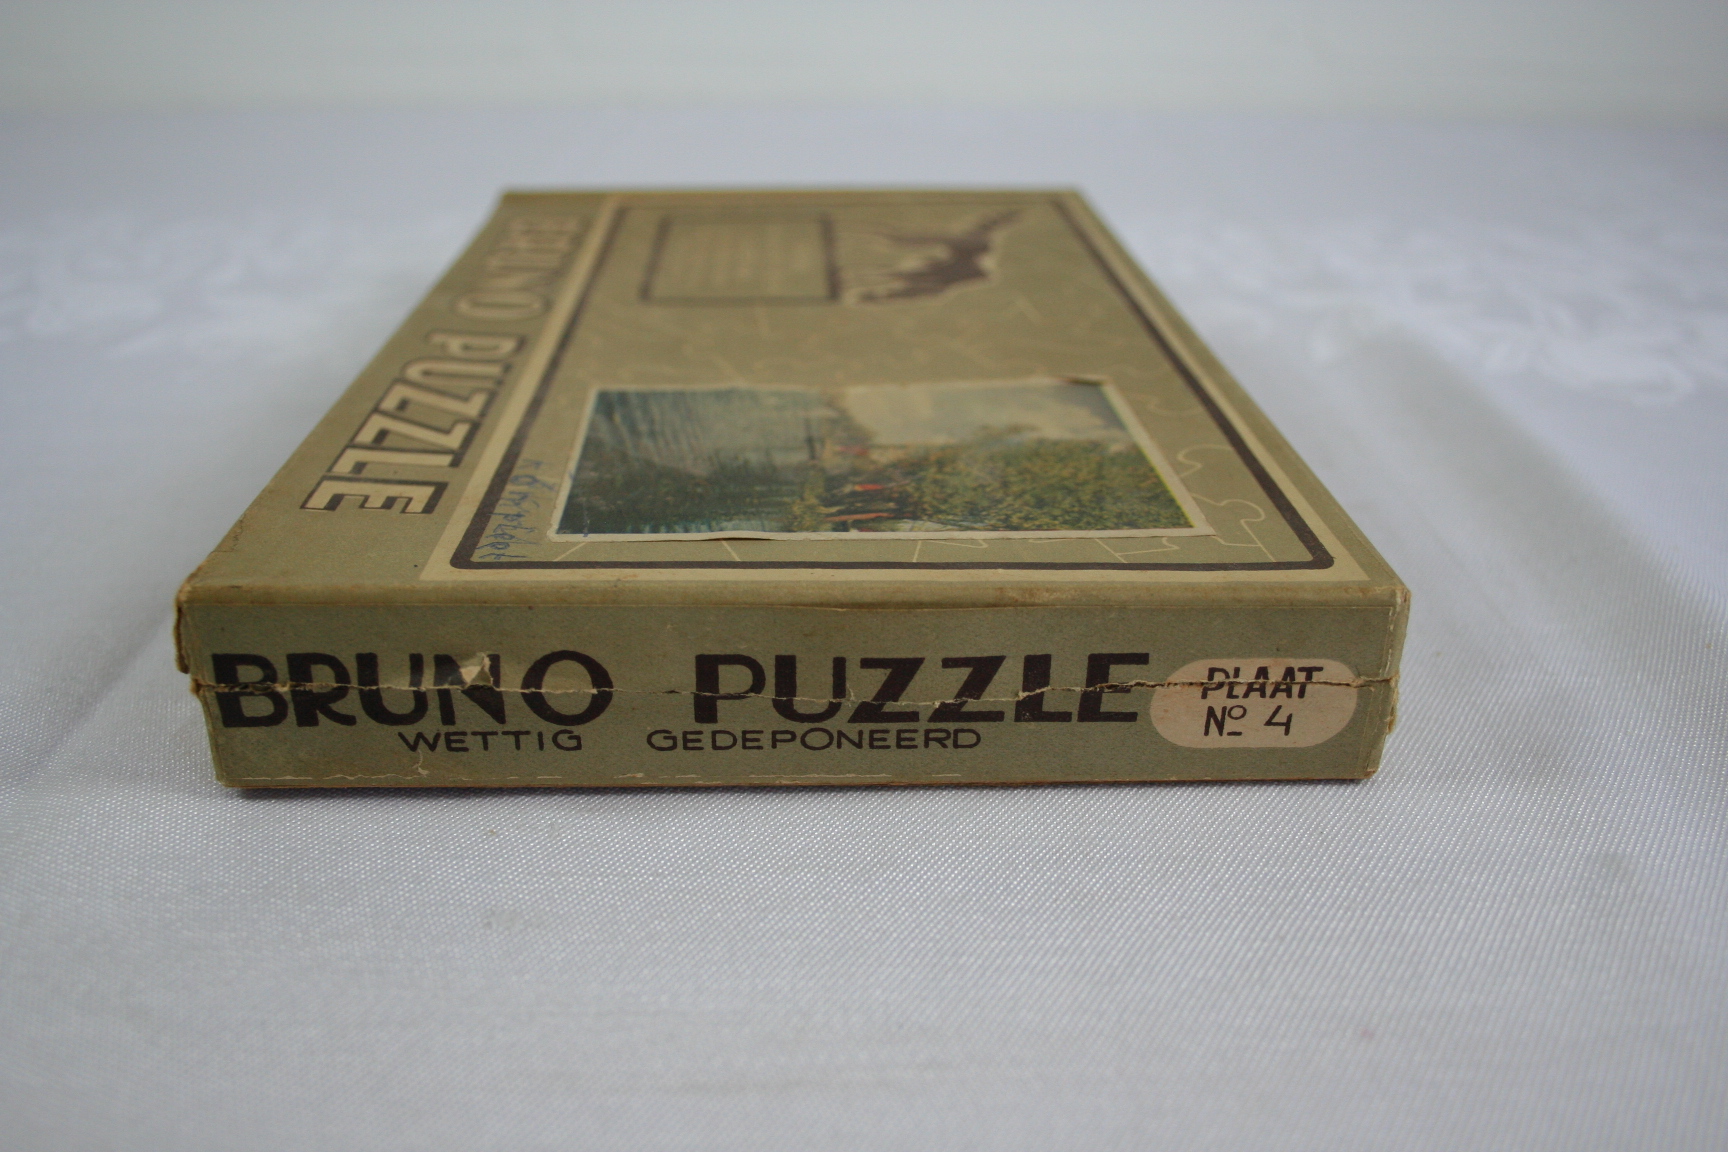 BRUNO PUZZLE
BRUNO PUZZLE
WETTIG GEDEPONEERD
PLAAT
Nº 4